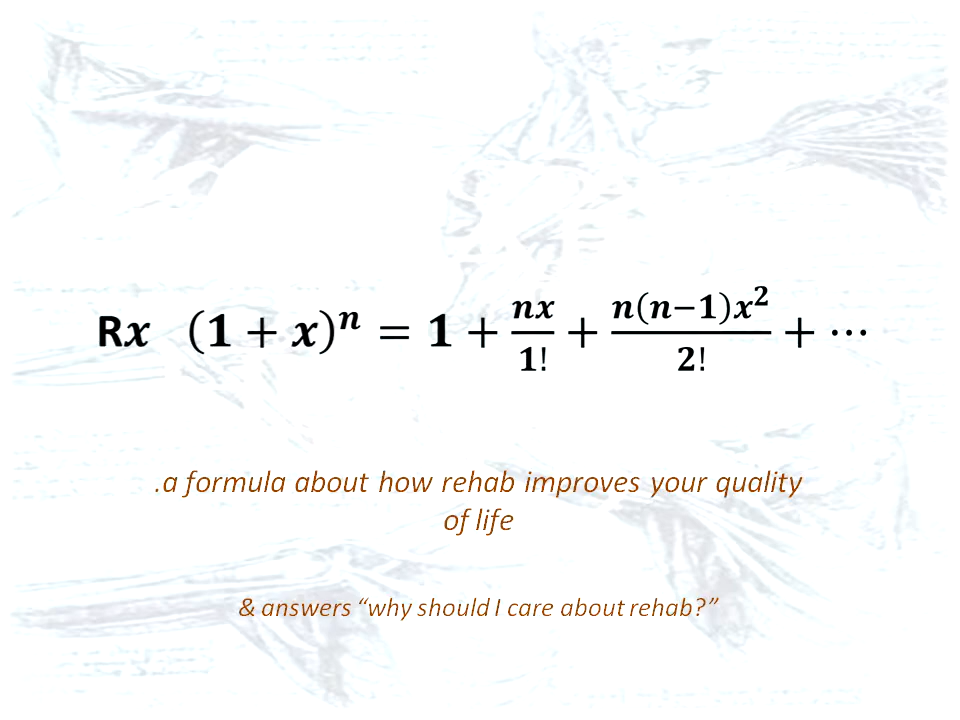 Rx (1 + x)^n = 1 + nx/1! + n(n−1)x^2/2! + ⋯
.a formula about how rehab improves your quality
of life
& answers “why should I care about rehab?”